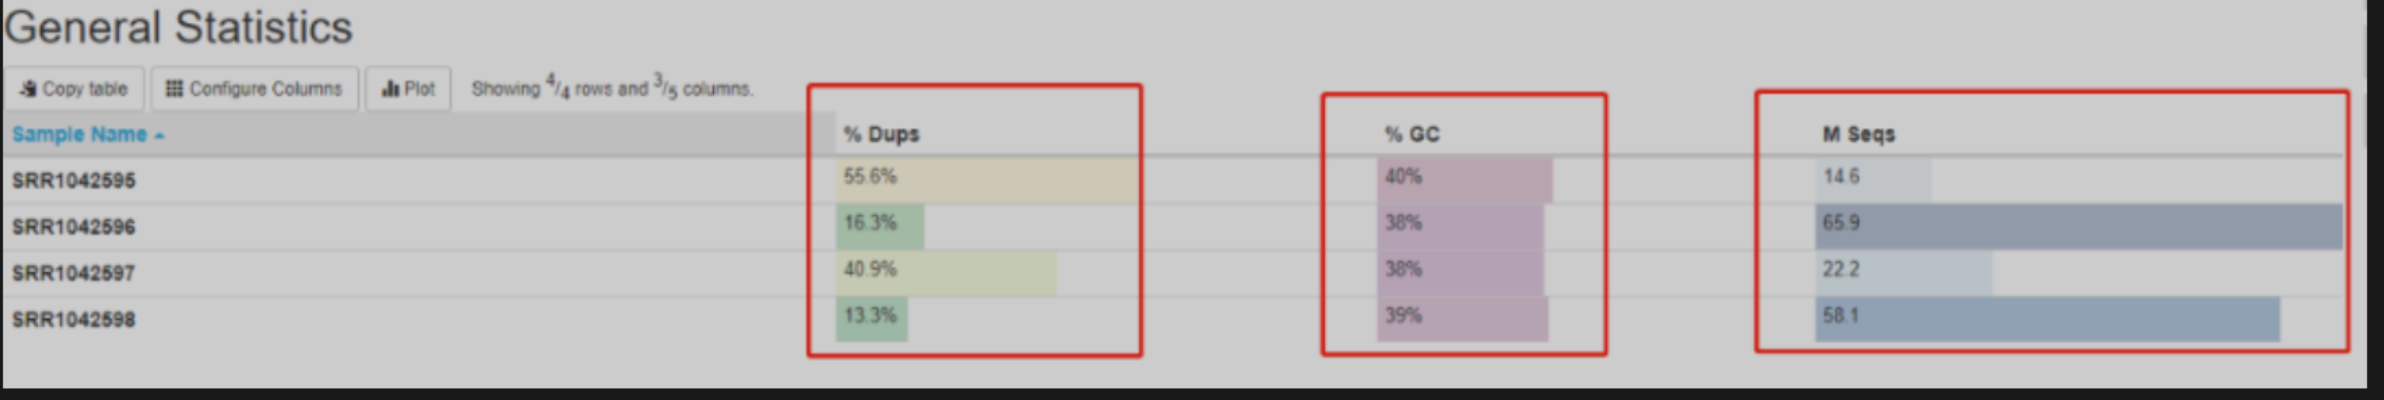 General Statistics
Copy table Configure Columns Plot Showing 4/4 rows and 3/5 columns.
Sample Name % Dups % GC M Seqs
SRR1042595 55.6% 40% 14.6
SRR1042596 16.3% 38% 65.9
SRR1042597 40.9% 38% 22.2
SRR1042598 13.3% 39% 58.1